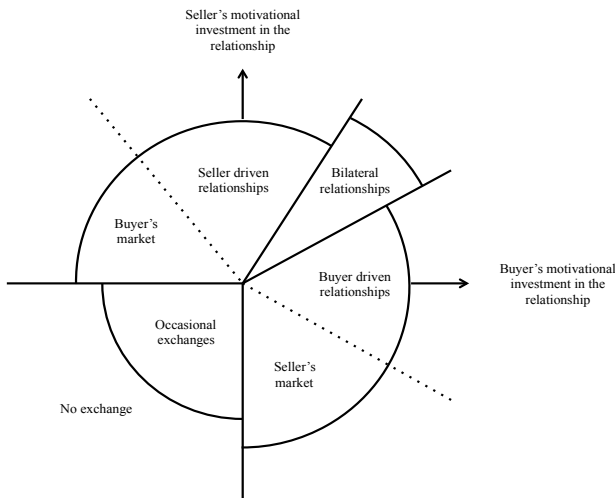 Seller’s motivational
investment in the
relationship
Seller driven
relationships
Bilateral
relationships
Buyer’s
market
Buyer driven
relationships
Buyer’s motivational
investment in the
relationship
Occasional
exchanges
Seller’s
market
No exchange